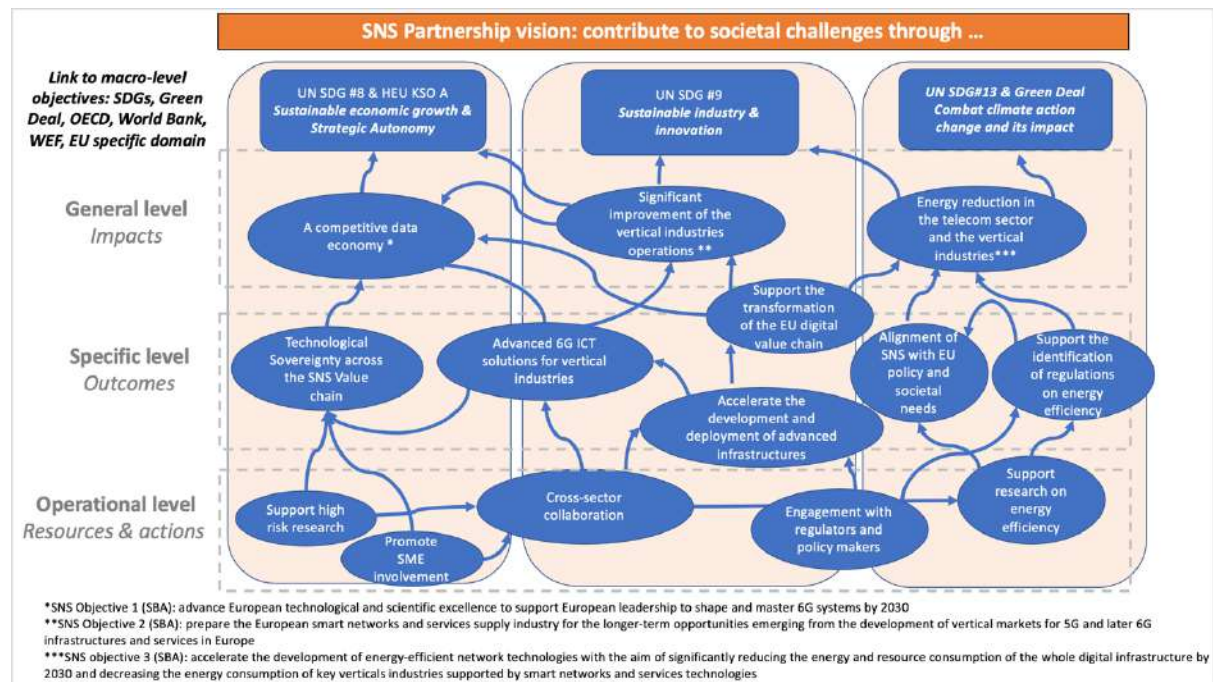 SNS Partnership vision: contribute to societal challenges through …
Link to macro-level
objectives: SDGs, Green
Deal, OECD, World Bank,
WEF, EU specific domain
UN SDG #8 & HEU KSO A
Sustainable economic growth &
Strategic Autonomy
UN SDG #9
Sustainable industry &
innovation
UN SDG#13 & Green Deal
Combat climate action
change and its impact
General level
Impacts
A competitive data
economy *
Significant
improvement of the
vertical industries
operations **
Energy reduction in
the telecom sector
and the vertical
industries***
Support the
transformation
of the EU digital
value chain
Specific level
Outcomes
Technological
Sovereignty across
the SNS Value
chain
Advanced 6G ICT
solutions for vertical
industries
Accelerate the
development and
deployment of advanced
infrastructures
Alignment of
SNS with EU
policy and
societal
needs
Support the
identification
of regulations
on energy
efficiency
Operational level
Resources & actions
Support high
risk research
Promote
SME
involvement
Cross-sector
collaboration
Engagement with
regulators and
policy makers
Support
research on
energy
efficiency
*SNS Objective 1 (SBA): advance European technological and scientific excellence to support European leadership to shape and master 6G systems by 2030
**SNS Objective 2 (SBA): prepare the European smart networks and services supply industry for the longer-term opportunities emerging from the development of vertical markets for 5G and later 6G
infrastructures and services in Europe
***SNS objective 3 (SBA): accelerate the development of energy-efficient network technologies with the aim of significantly reducing the energy and resource consumption of the whole digital infrastructure by
2030 and decreasing the energy consumption of key verticals industries supported by smart networks and services technologies